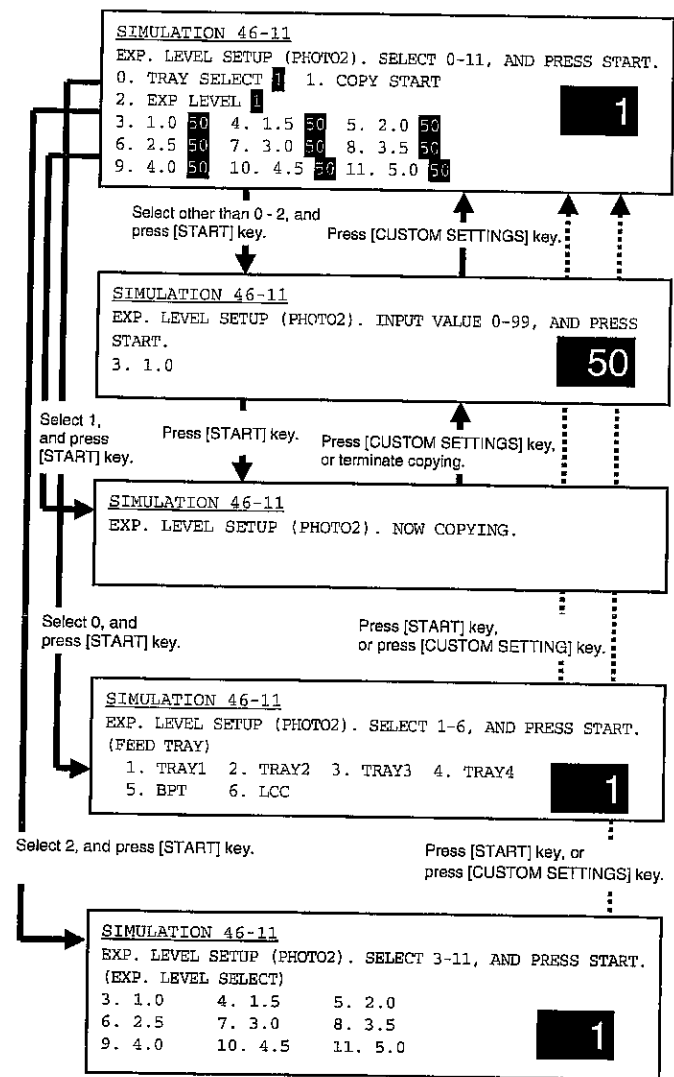 SIMULATION 46-11
EXP. LEVEL SETUP (PHOTO2). SELECT 0-11, AND PRESS START.
0. TRAY SELECT 1 1. COPY START
2. EXP LEVEL 1
1
3. 1.0 50 4. 1.5 50 5. 2.0 50
6. 2.5 50 7. 3.0 50 8. 3.5 50
9. 4.0 50 10. 4.5 50 11. 5.0 50
Select other than 0 - 2, and
press [START] key.
Press [CUSTOM SETTINGS] key.
SIMULATION 46-11
EXP. LEVEL SETUP (PHOTO2). INPUT VALUE 0-99, AND PRESS
START.
3. 1.0
50
Select 1,
and press
[START] key.
Press [START] key.
Press [CUSTOM SETTINGS] key,
or terminate copying.
SIMULATION 46-11
EXP. LEVEL SETUP (PHOTO2). NOW COPYING.
Select 0, and
press [START] key.
Press [START] key,
or press [CUSTOM SETTING] key.
SIMULATION 46-11
EXP. LEVEL SETUP (PHOTO2). SELECT 1-6, AND PRESS START.
(FEED TRAY)
1. TRAY1 2. TRAY2 3. TRAY3 4. TRAY4
5. BPT 6. LCC
1
Select 2, and press [START] key.
Press [START] key, or
press [CUSTOM SETTINGS] key.
SIMULATION 46-11
EXP. LEVEL SETUP (PHOTO2). SELECT 3-11, AND PRESS START.
(EXP. LEVEL SELECT)
3. 1.0 4. 1.5 5. 2.0
6. 2.5 7. 3.0 8. 3.5
9. 4.0 10. 4.5 11. 5.0
1